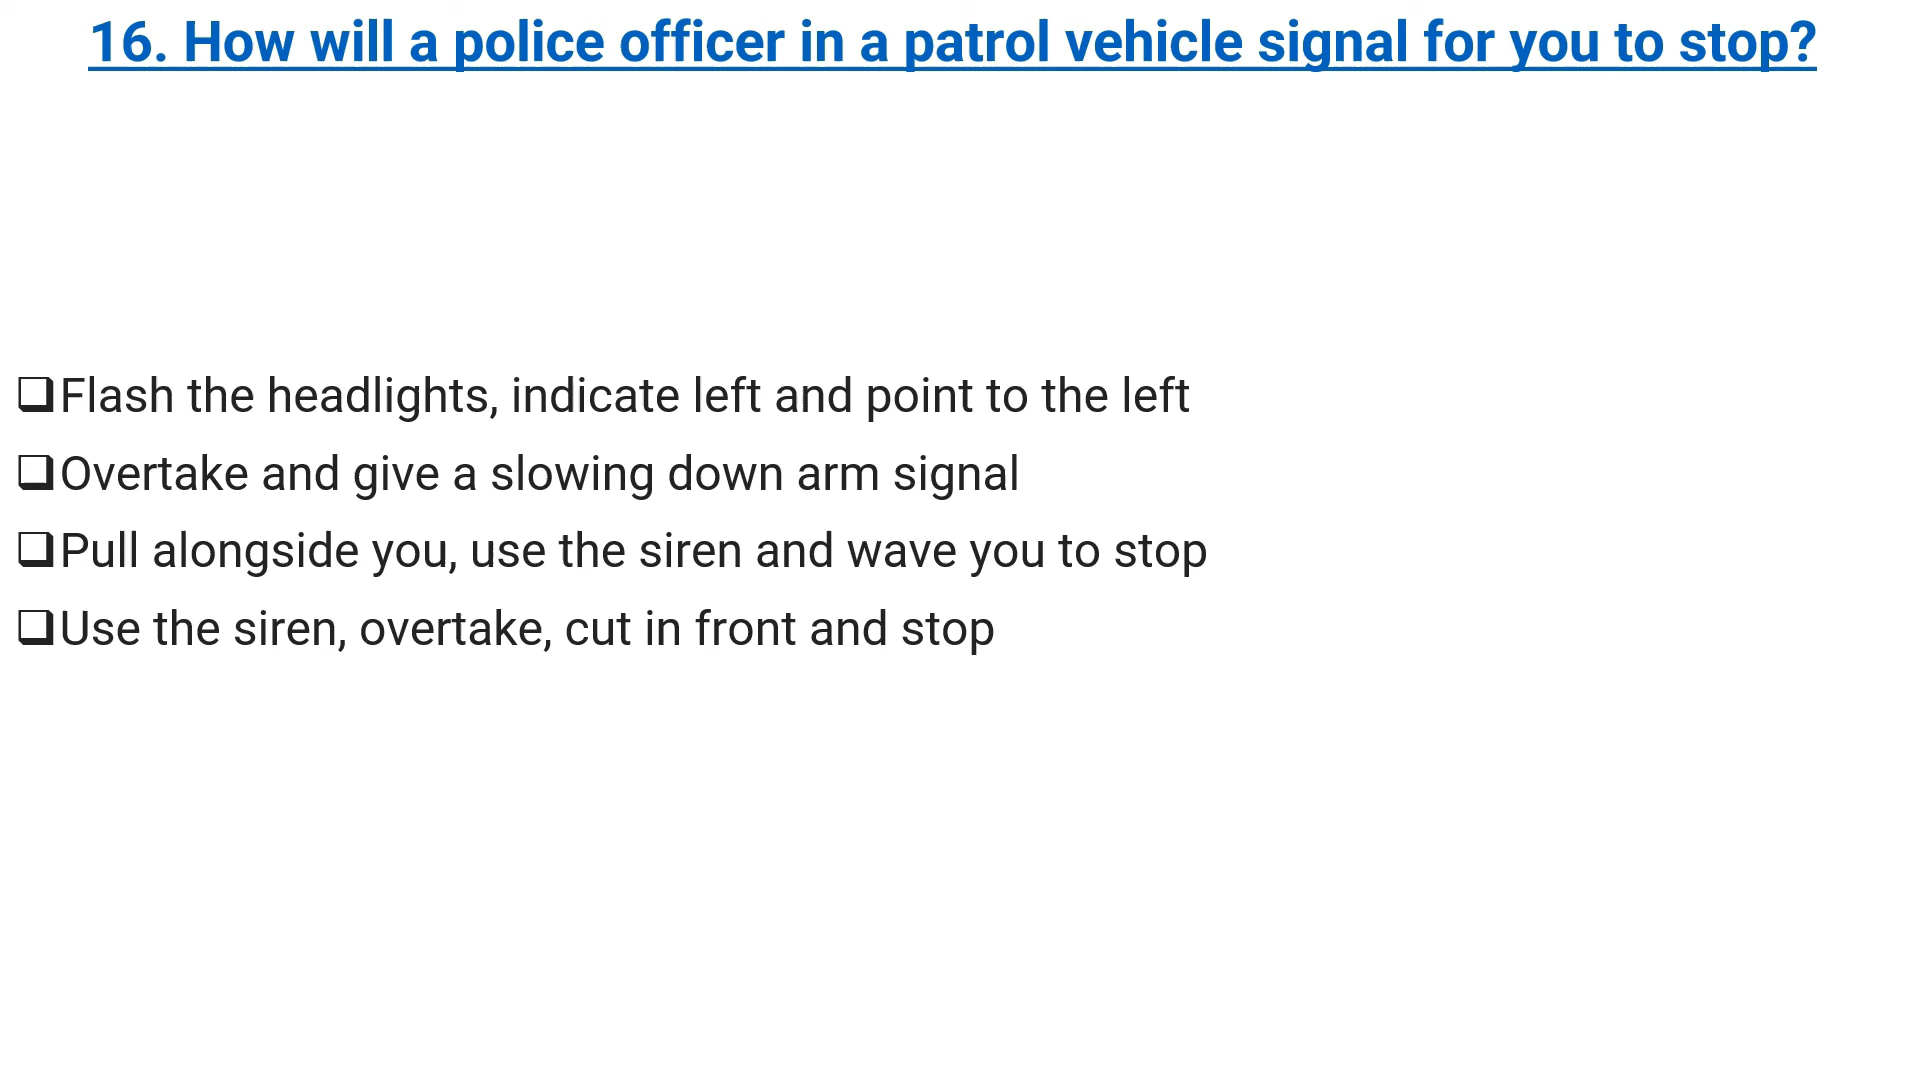 16. How will a police officer in a patrol vehicle signal for you to stop?
❑Flash the headlights, indicate left and point to the left
❑Overtake and give a slowing down arm signal
❑Pull alongside you, use the siren and wave you to stop
❑Use the siren, overtake, cut in front and stop